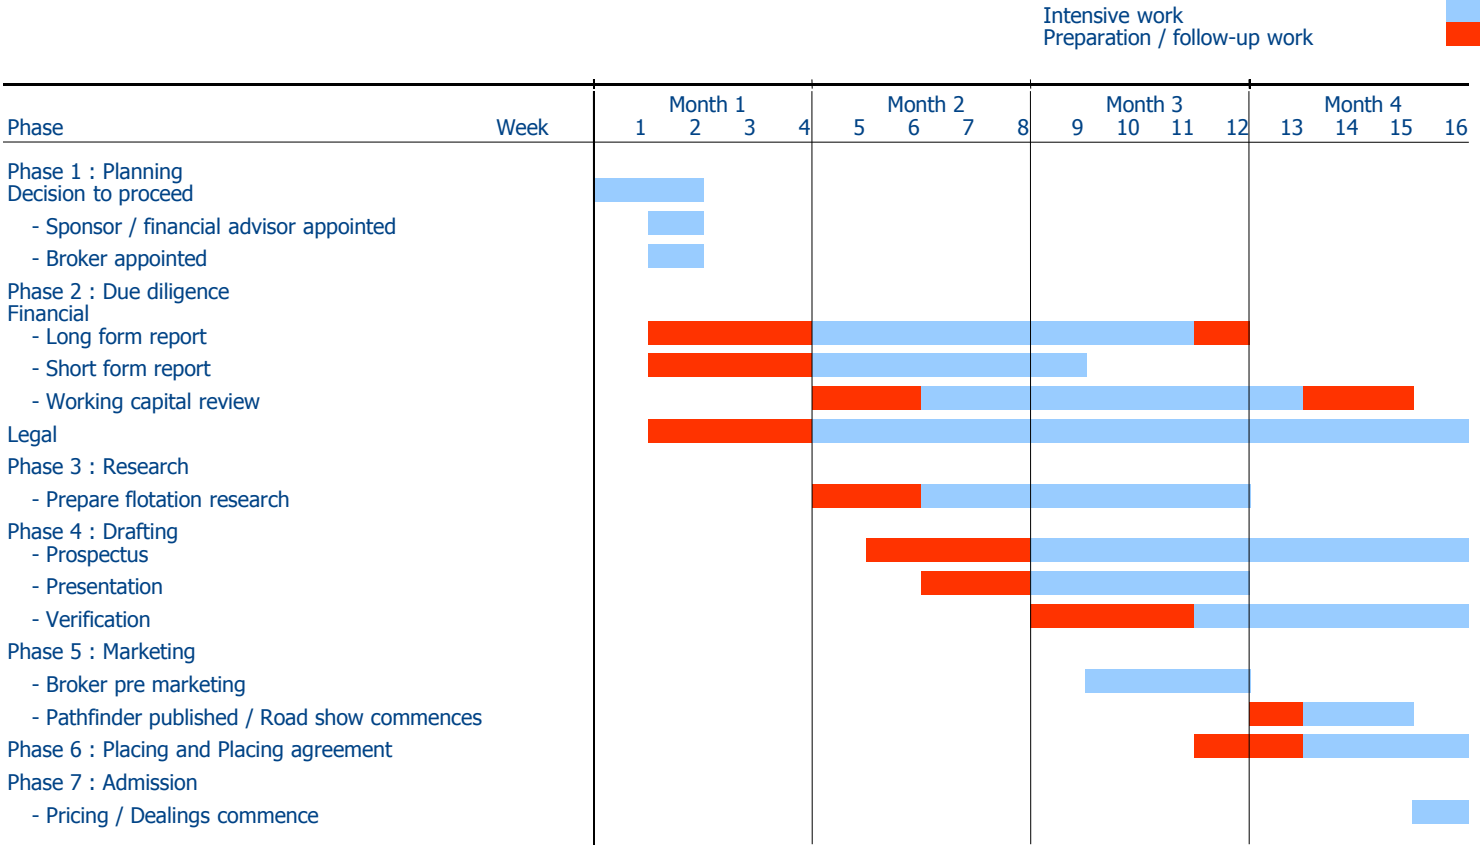 Intensive work
Preparation / follow-up work
Month 1 Month 2 Month 3 Month 4
Phase Week 1 2 3 4 5 6 7 8 9 10 11 12 13 14 15 16
Phase 1 : Planning
Decision to proceed
- Sponsor / financial advisor appointed
- Broker appointed
Phase 2 : Due diligence
Financial
- Long form report
- Short form report
- Working capital review
Legal
Phase 3 : Research
- Prepare flotation research
Phase 4 : Drafting
- Prospectus
- Presentation
- Verification
Phase 5 : Marketing
- Broker pre marketing
- Pathfinder published / Road show commences
Phase 6 : Placing and Placing agreement
Phase 7 : Admission
- Pricing / Dealings commence